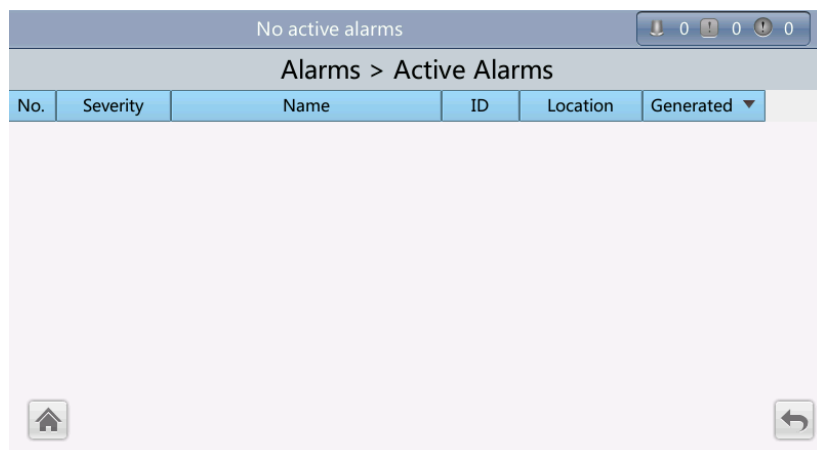 No active alarms 0 0 0
Alarms > Active Alarms
No. Severity Name ID Location Generated